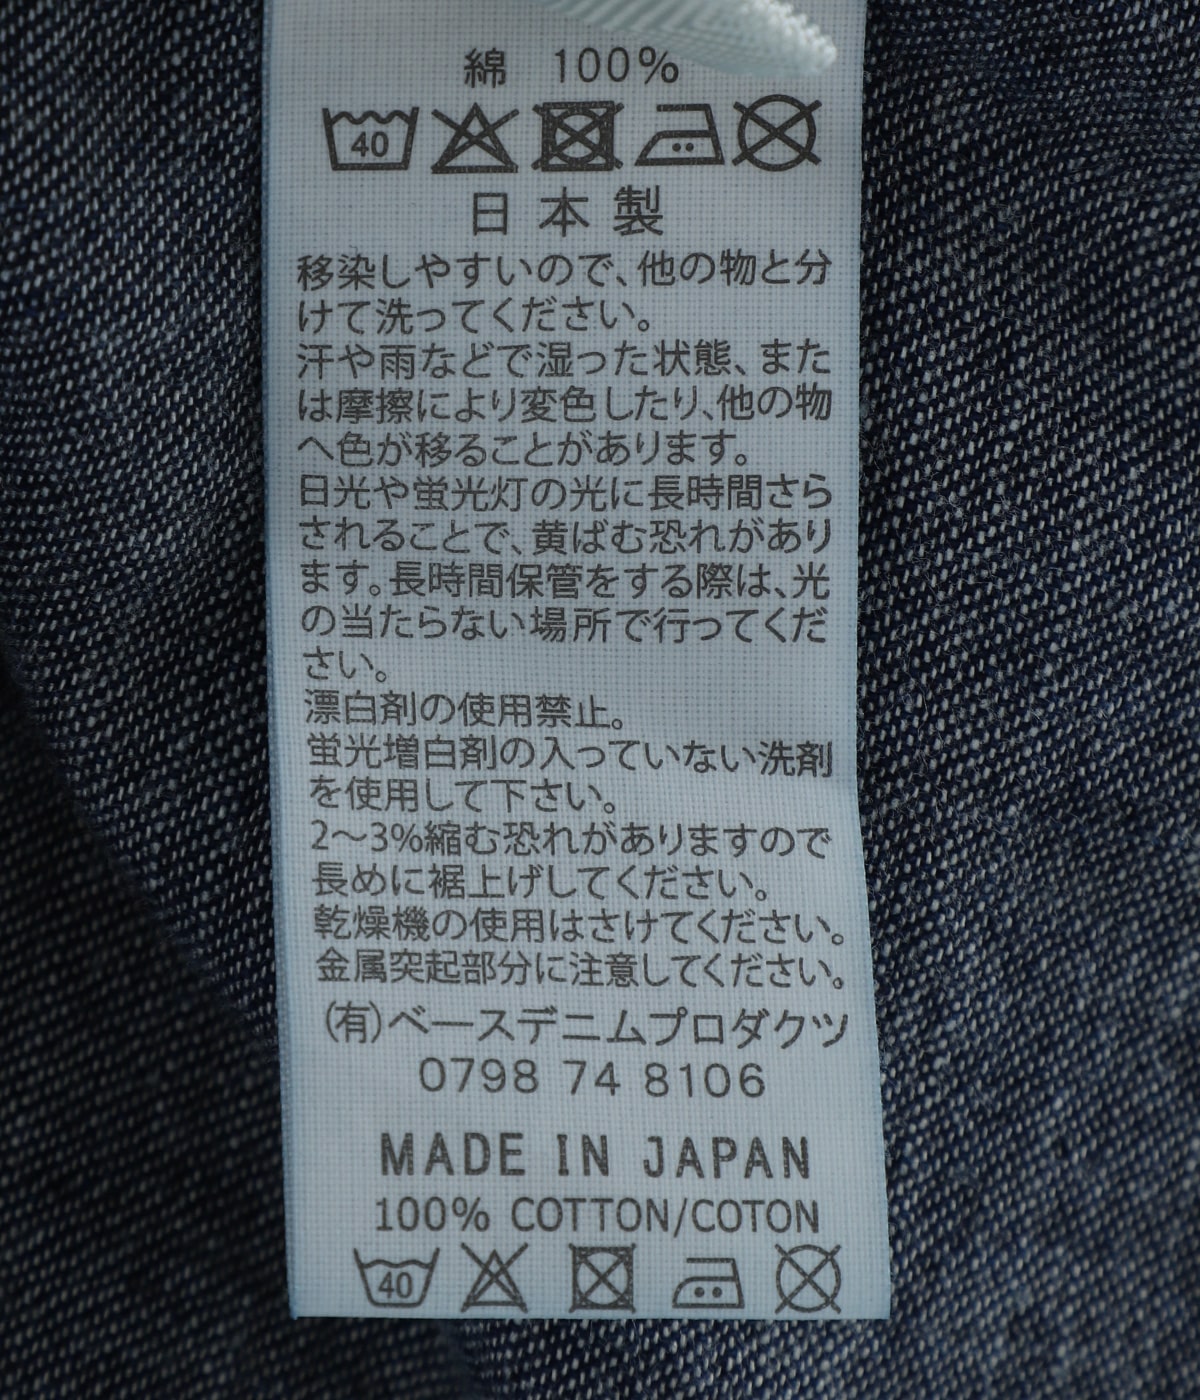 綿 100%
40
日本製
移染しやすいので、他の物と分
けて洗ってください。
汗や雨などで湿った状態、また
は摩擦により変色したり、他の物
へ色が移ることがあります。
日光や蛍光灯の光に長時間さら
されることで、黄ばむ恐れがあり
ます。長時間保管をする際は、光
の当たらない場所で行ってくだ
さい。
漂白剤の使用禁止。
蛍光増白剤の入っていない洗剤
を使用して下さい。
2〜3%縮む恐れがありますので
長めに裾上げしてください。
乾燥機の使用はさけてください。
金属突起部分に注意してください。
(有)ベースデニムプロダクツ
0798 74 8106
MADE IN JAPAN
100% COTTON/COTON
40